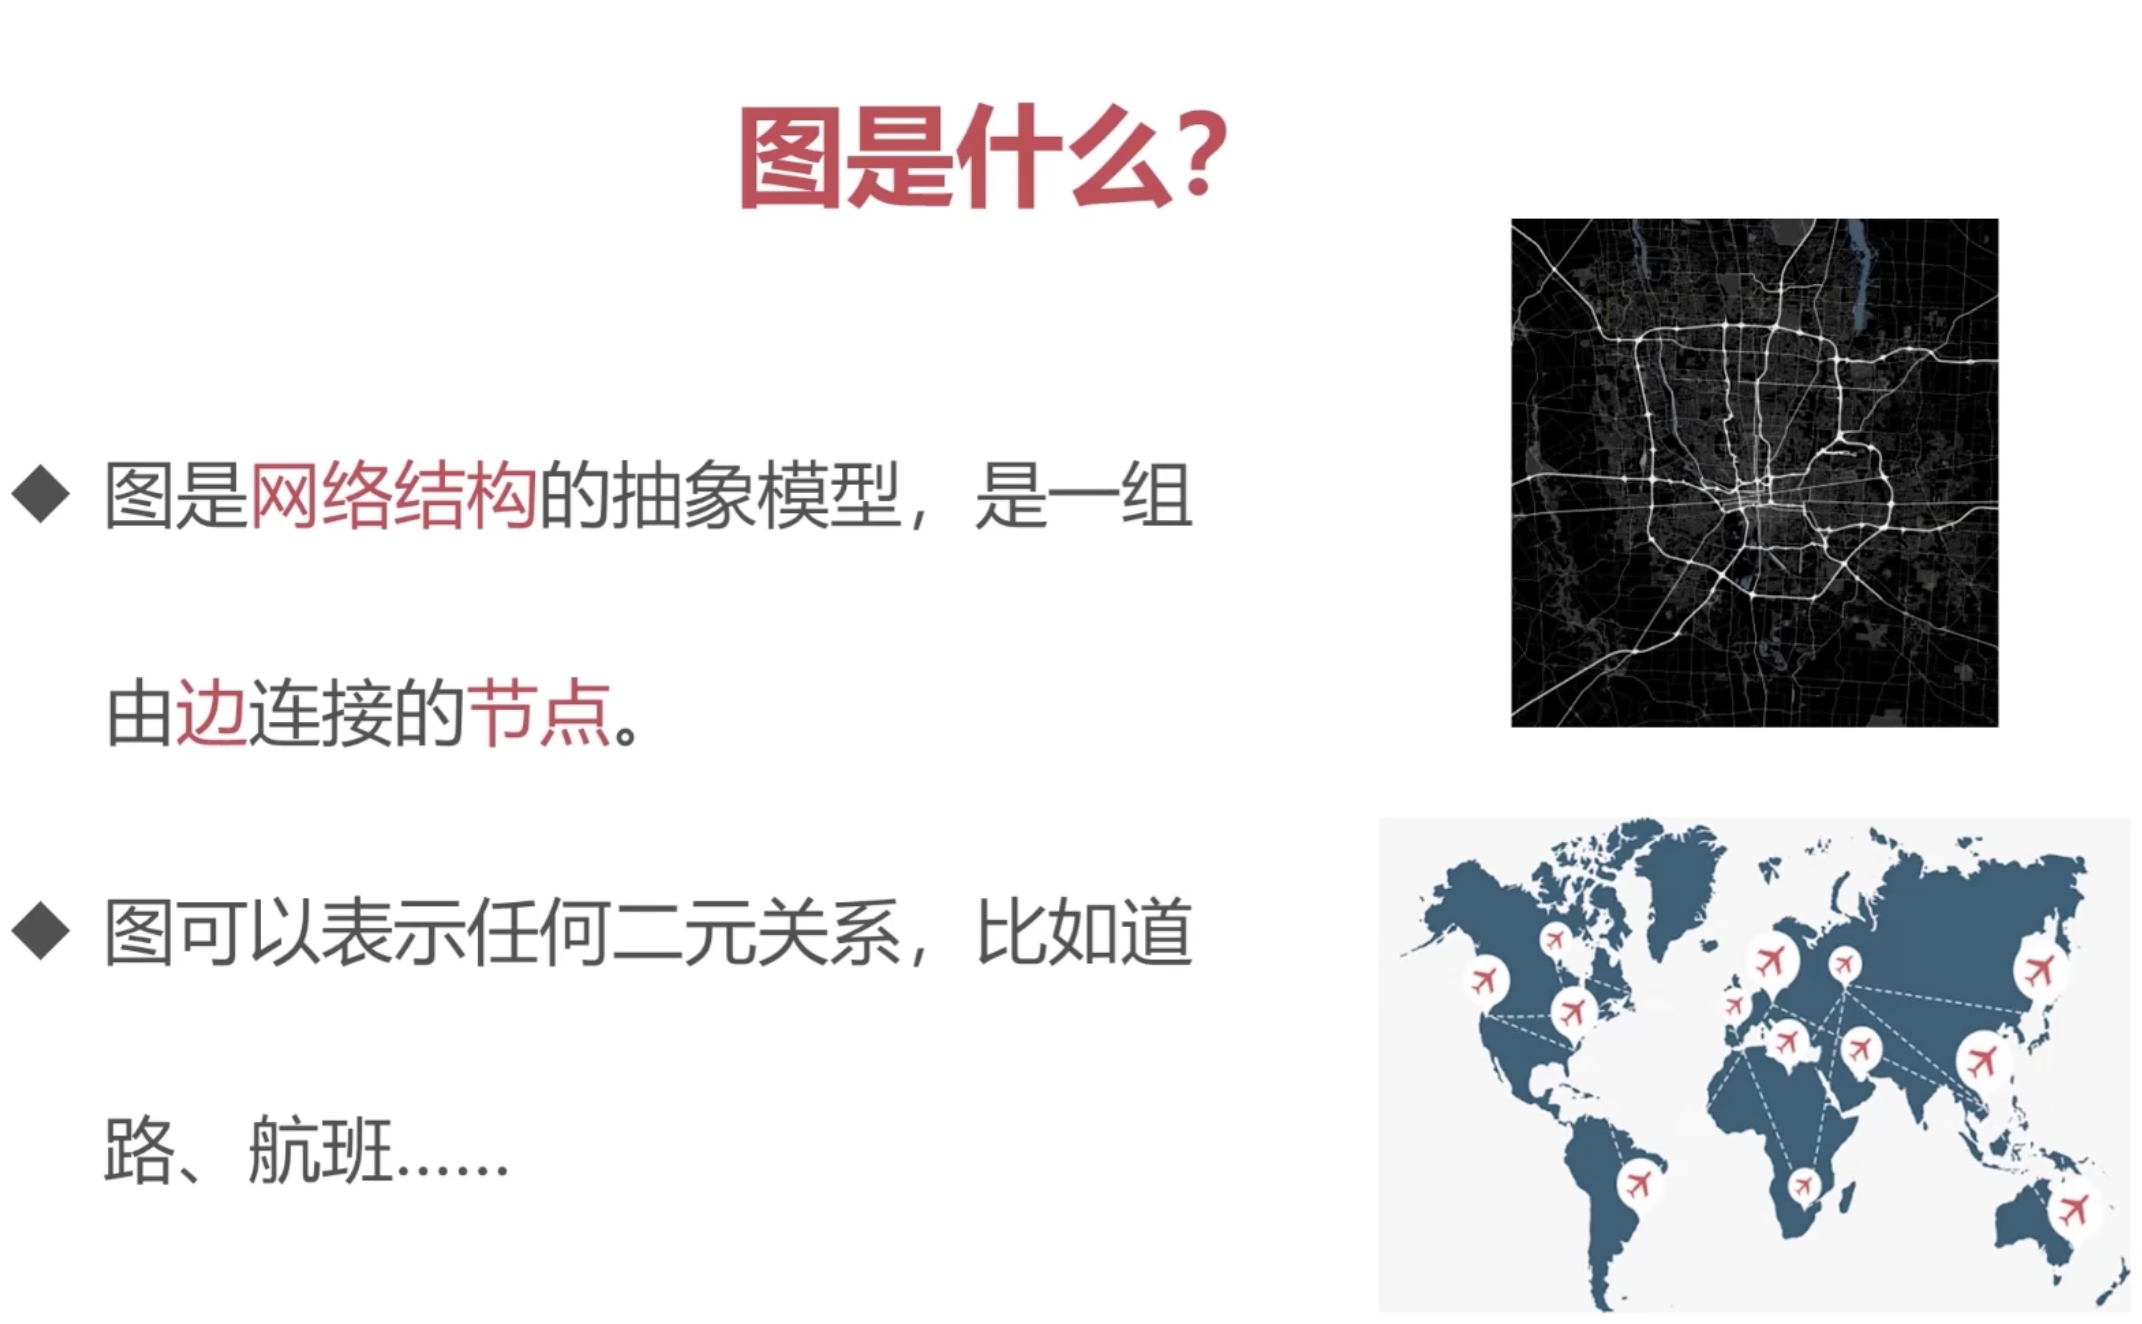 图是什么？
◆ 图是网络结构的抽象模型，是一组
由边连接的节点。
◆ 图可以表示任何二元关系，比如道
路、航班……